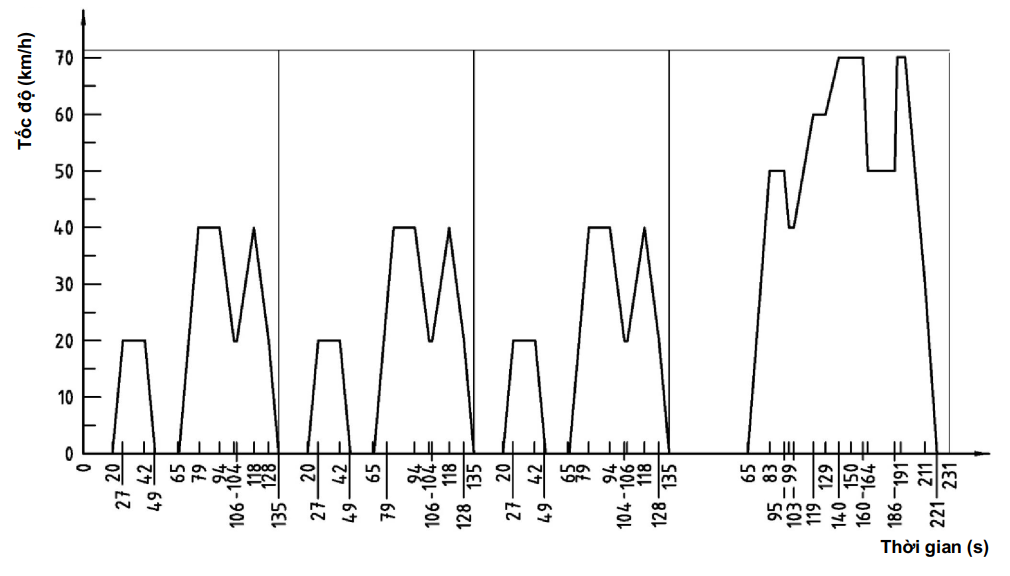 Tốc độ (km/h)
70
60
50
40
30
20
10
0
0 20 42 65 79 94 104 118 128 20 42 65 94 104 118 135 20 42 65 79 94 106 118 135 65 83 99 129 150 164 191 211 231
27 49 106 135 27 49 79 106 128 27 49 104 128 95 103 119 140 160 186 221
Thời gian (s)